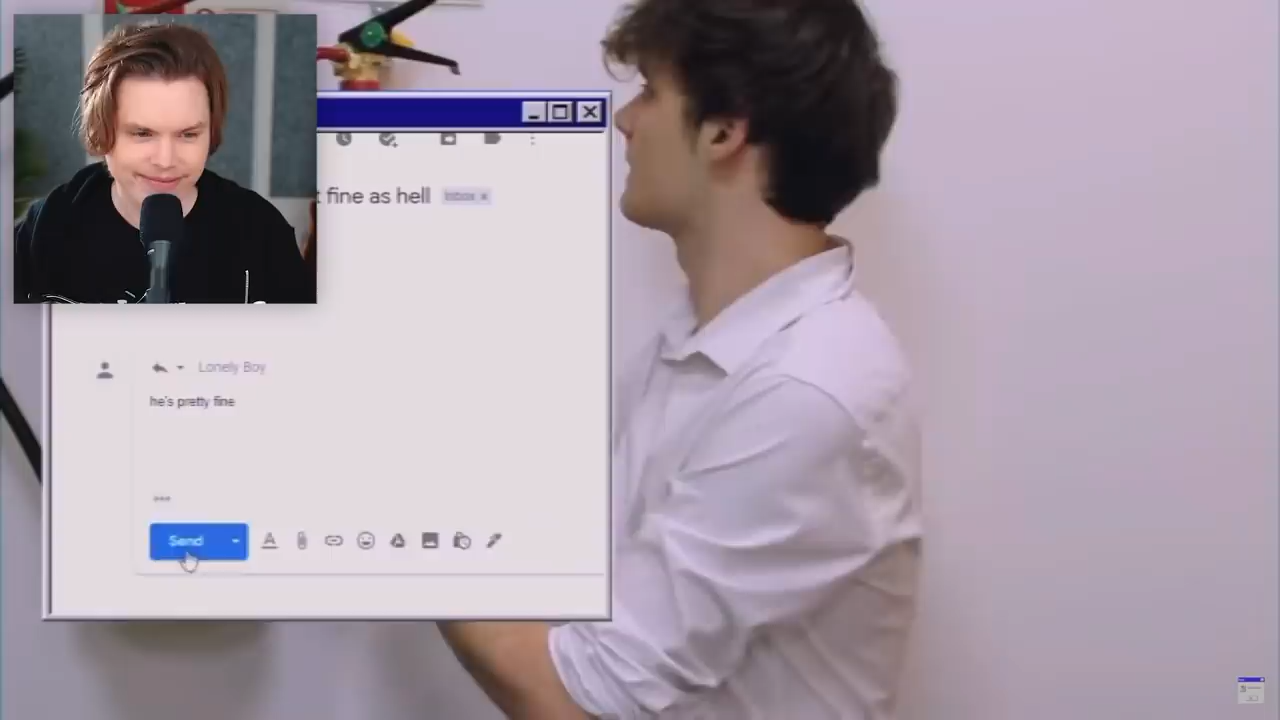 t fine as hell Inbox x
Lonely Boy
he's pretty fine
Send